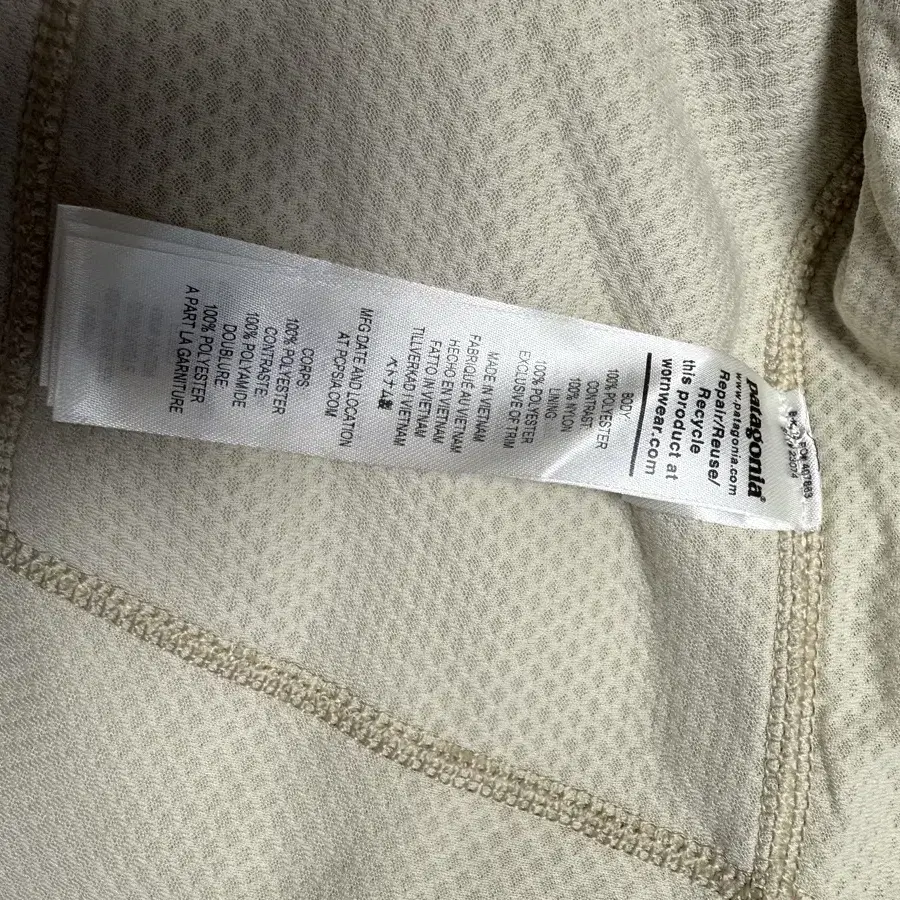 patagonia®
www.patagonia.com
Repair/Reuse/
Recycle
this product at
wornwear.com
BODY
100% POLYESTER
CONTRAST
100% NYLON
LINING
100% POLYESTER
EXCLUSIVE OF TRIM
MADE IN VIETNAM
FABRIQUÉ AU VIETNAM
HECHO EN VIETNAM
FATTO IN VIETNAM
TILLVERKAD I VIETNAM
ベトナム製
MFG DATE AND LOCATION
AT PCPSIA.COM
CORPS
100% POLYESTER
CONTRASTE
100% POLYAMIDE
DOUBLURE
100% POLYESTER
A PART LA GARNITURE
23074